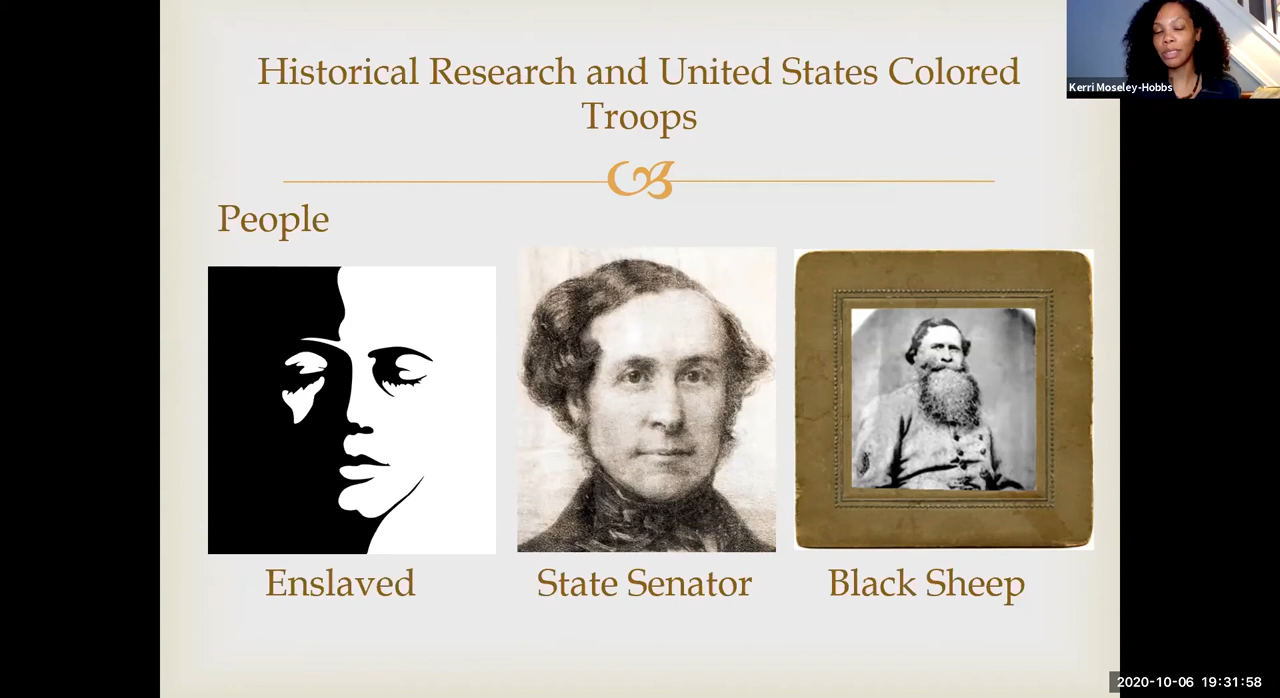 Historical Research and United States Colored
Troops
Kerri Moseley-Hobbs
People
Enslaved
State Senator
Black Sheep
2020-10-06 19:31:58